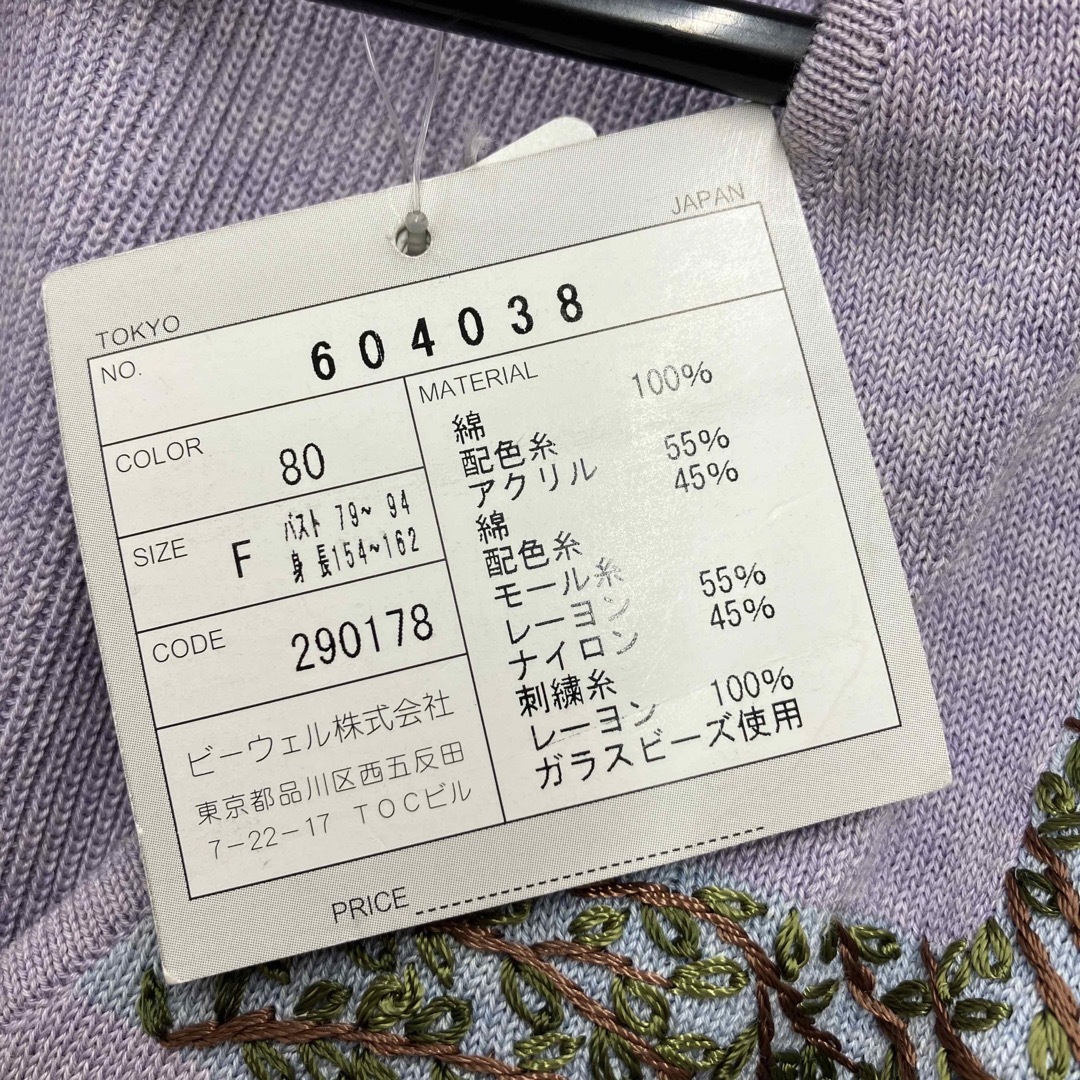 TOKYO
JAPAN
NO. 604038
COLOR 80
SIZE F バスト 79~ 94
身 長154~162
CODE 290178
ビーウェル株式会社
東京都品川区西五反田
7-22-17 TOCビル
MATERIAL
綿 100%
配色糸
アクリル 55%
綿 45%
配色糸
モール糸
レーヨン 55%
ナイロン 45%
刺繍糸
レーヨン 100%
ガラスビーズ使用
PRICE